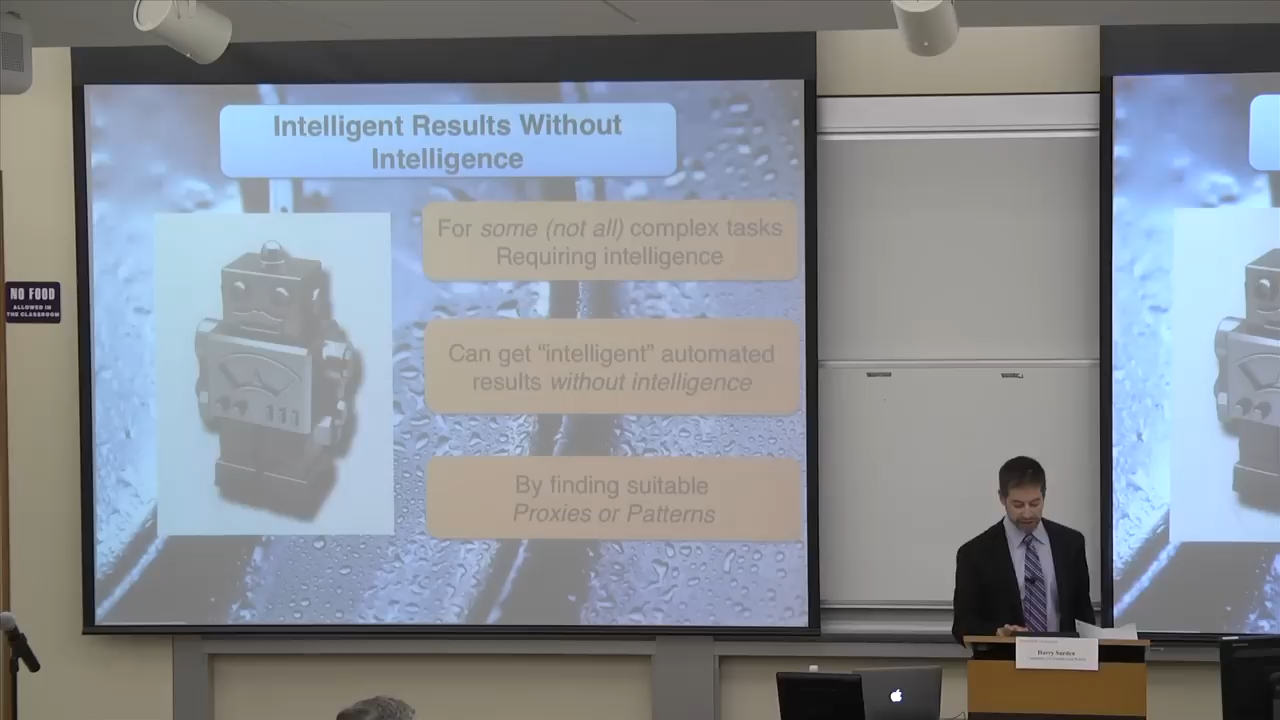 Intelligent Results Without
Intelligence
For some (not all) complex tasks
Requiring intelligence
Can get “intelligent” automated
results without intelligence
By finding suitable
Proxies or Patterns
NO FOOD
ALLOWED IN
THE CLASSROOM
Harry Surden